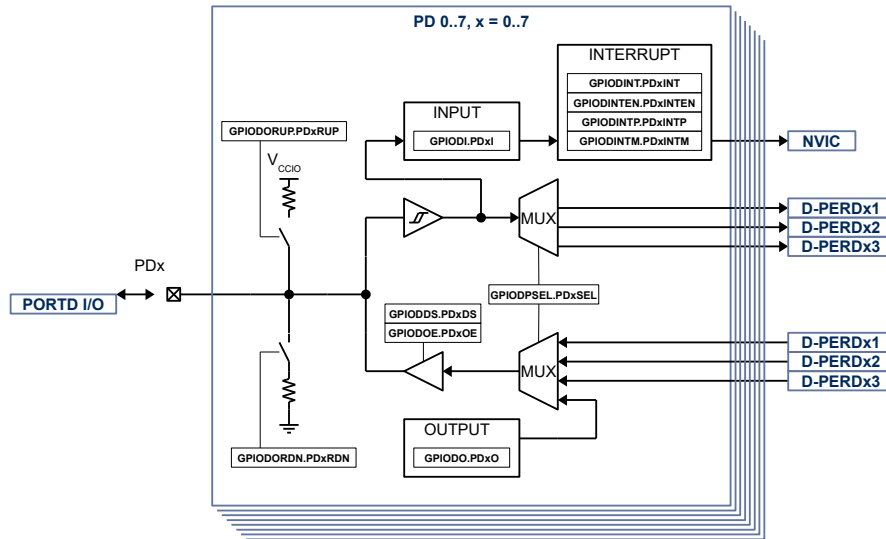 PD 0..7, x = 0..7
INTERRUPT
GPIODINT.PDxINT
GPIODINTEN.PDxINTEN
GPIODINTP.PDxINTP
GPIODINTM.PDxINTM
INPUT
GPIODI.PDxI
NVIC
GPIODORUP.PDxRUP
VCCIO
MUX
D-PERDx1
D-PERDx2
D-PERDx3
PDx
PORTD I/O
GPIODPSEL.PDxSEL
GPIODDS.PDxDS
GPIODOE.PDxOE
MUX
D-PERDx1
D-PERDx2
D-PERDx3
OUTPUT
GPIODO.PDxO
GPIODORDN.PDxRDN